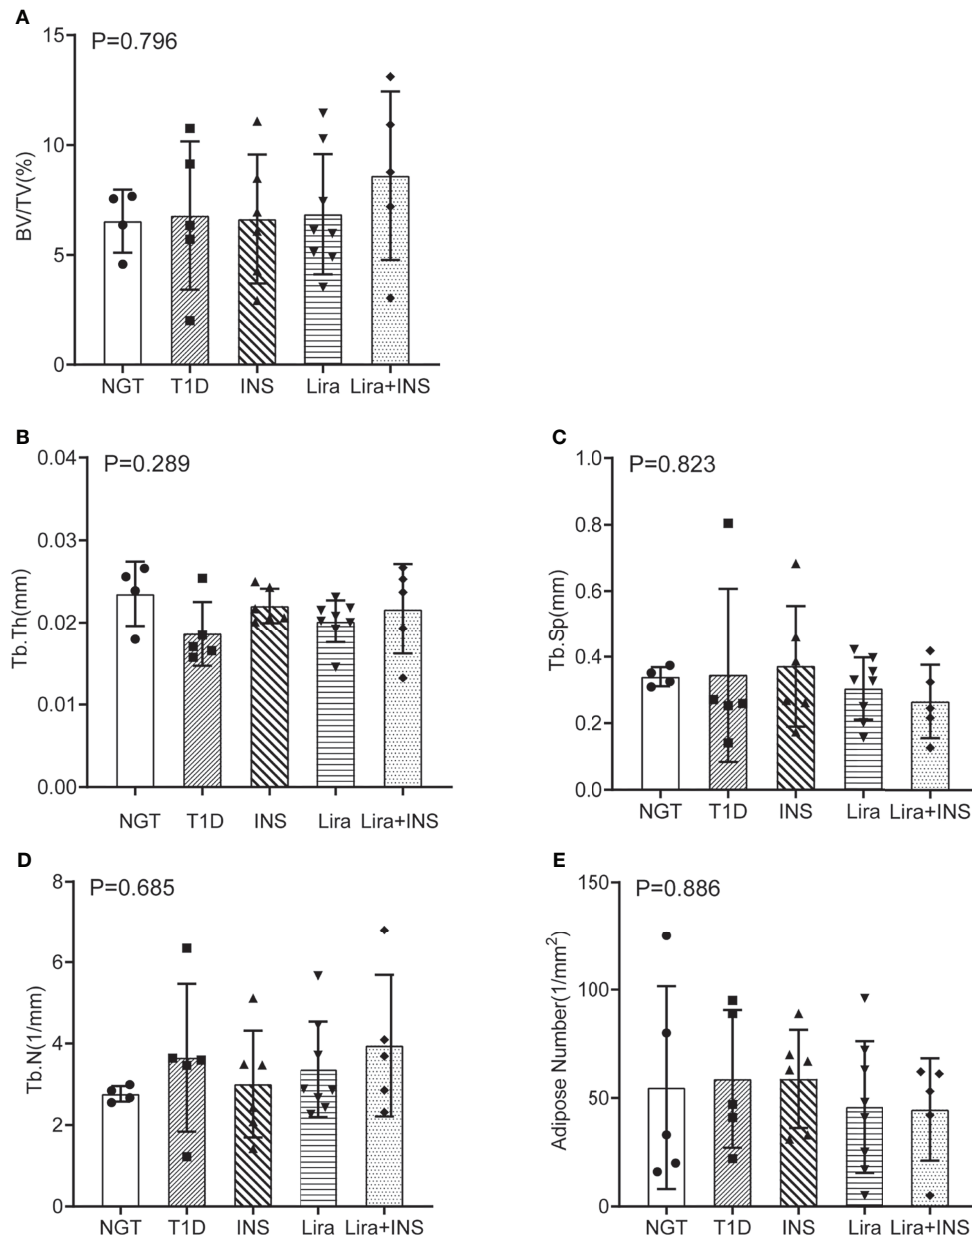 A
P=0.796
BV/TV(%)
15
10
5
0
NGT T1D INS Lira Lira+INS
B
P=0.289
Tb.Th(mm)
0.04
0.03
0.02
0.01
0.00
NGT T1D INS Lira Lira+INS
C
P=0.823
Tb.Sp(mm)
1.0
0.8
0.6
0.4
0.2
0.0
NGT T1D INS Lira Lira+INS
D
P=0.685
Tb.N(1/mm)
8
6
4
2
0
NGT T1D INS Lira Lira+INS
E
P=0.886
Adipose Number(1/mm²)
150
100
50
0
NGT T1D INS Lira Lira+INS